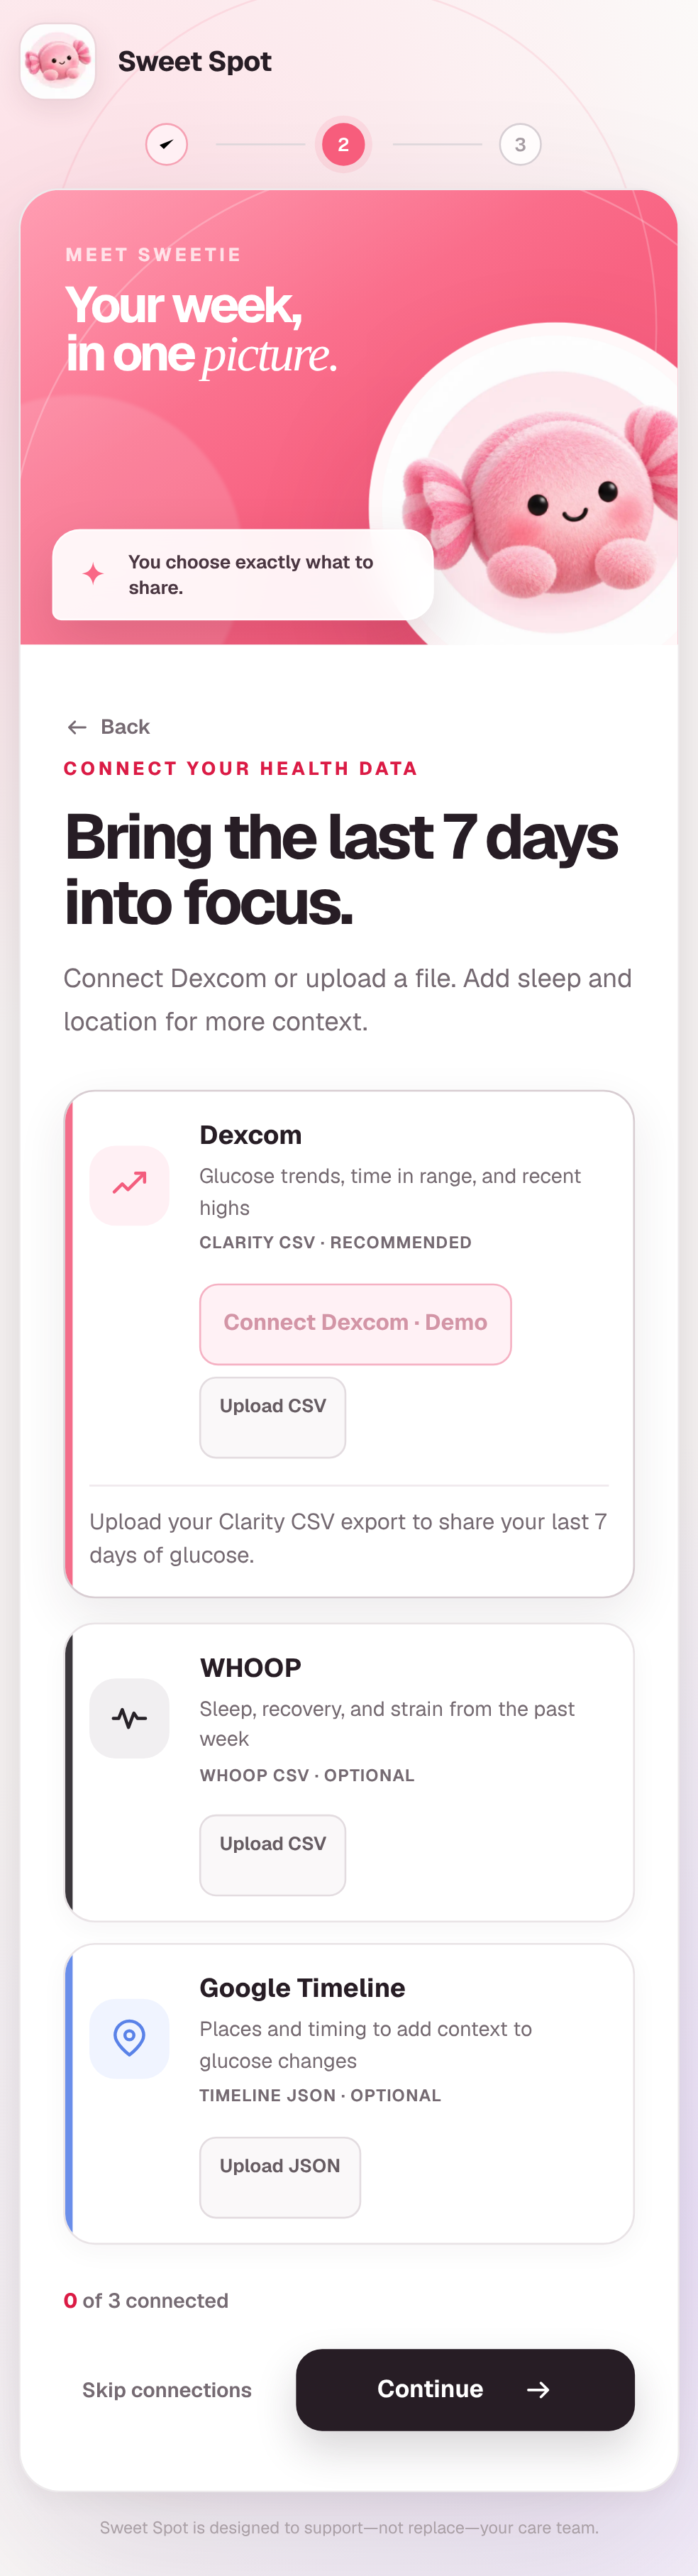 Sweet Spot
2
3
MEET SWEETIE
Your week,
in one picture.
You choose exactly what to
share.
Back
CONNECT YOUR HEALTH DATA
Bring the last 7 days
into focus.
Connect Dexcom or upload a file. Add sleep and
location for more context.
Dexcom
Glucose trends, time in range, and recent
highs
CLARITY CSV · RECOMMENDED
Connect Dexcom · Demo
Upload CSV
Upload your Clarity CSV export to share your last 7
days of glucose.
WHOOP
Sleep, recovery, and strain from the past
week
WHOOP CSV · OPTIONAL
Upload CSV
Google Timeline
Places and timing to add context to
glucose changes
TIMELINE JSON · OPTIONAL
Upload JSON
0 of 3 connected
Skip connections
Continue
Sweet Spot is designed to support—not replace—your care team.